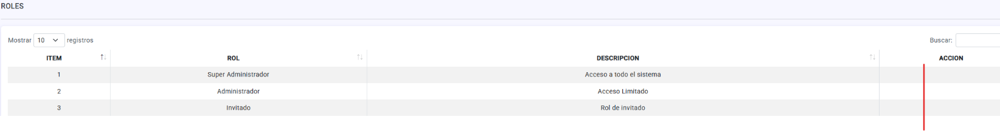 ROLES
Mostrar 10 registros Buscar:
ITEM ROL DESCRIPCION ACCION
1 Super Administrador Acceso a todo el sistema
2 Administrador Acceso Limitado
3 Invitado Rol de invitado